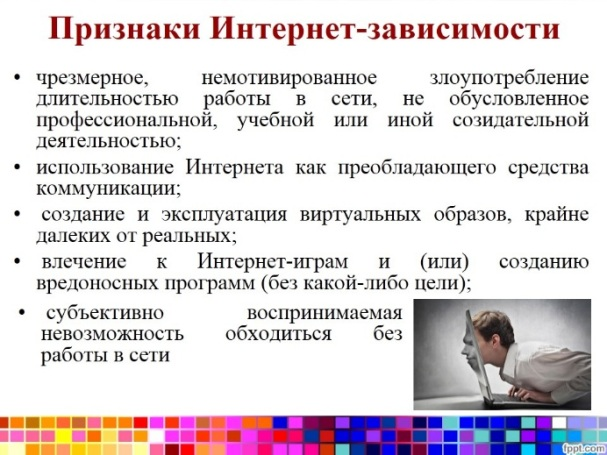 Признаки Интернет-зависимости
• чрезмерное, немотивированное злоупотребление
длительностью работы в сети, не обусловленное
профессиональной, учебной или иной созидательной
деятельностью;
• использование Интернета как преобладающего средства
коммуникации;
• создание и эксплуатация виртуальных образов, крайне
далеких от реальных;
• влечение к Интернет-играм и (или) созданию
вредоносных программ (без какой-либо цели);
• субъективно воспринимаемая
невозможность обходиться без
работы в сети
fppt.com